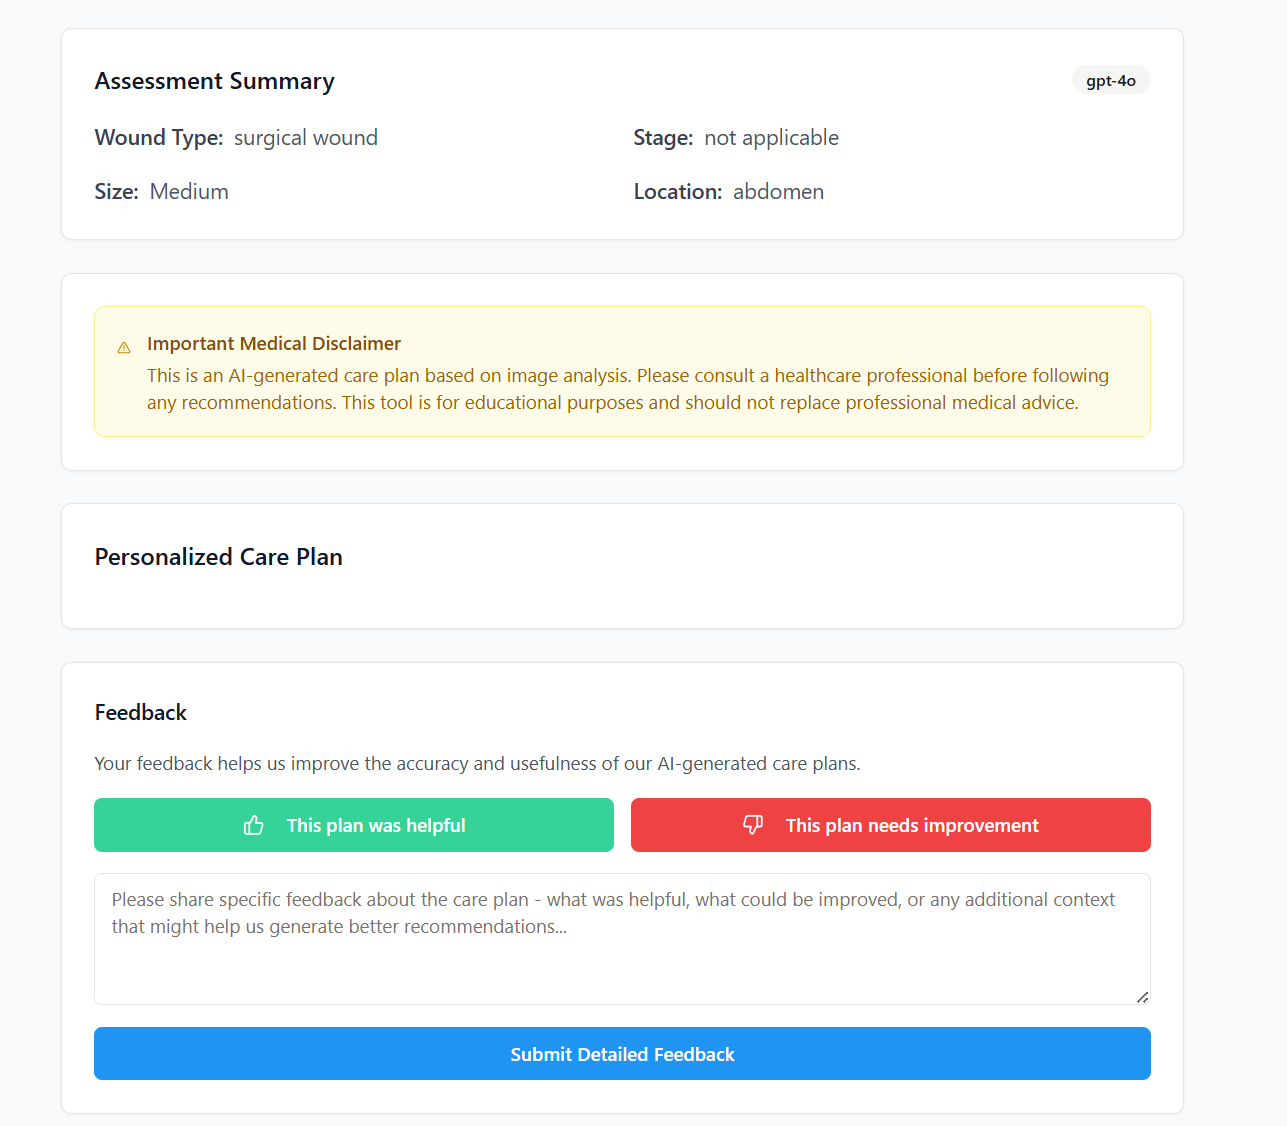 Assessment Summary
gpt-4o
Wound Type: surgical wound
Stage: not applicable
Size: Medium
Location: abdomen
Important Medical Disclaimer
This is an AI-generated care plan based on image analysis. Please consult a healthcare professional before following
any recommendations. This tool is for educational purposes and should not replace professional medical advice.
Personalized Care Plan
Feedback
Your feedback helps us improve the accuracy and usefulness of our AI-generated care plans.
This plan was helpful
This plan needs improvement
Please share specific feedback about the care plan - what was helpful, what could be improved, or any additional context
that might help us generate better recommendations...
Submit Detailed Feedback